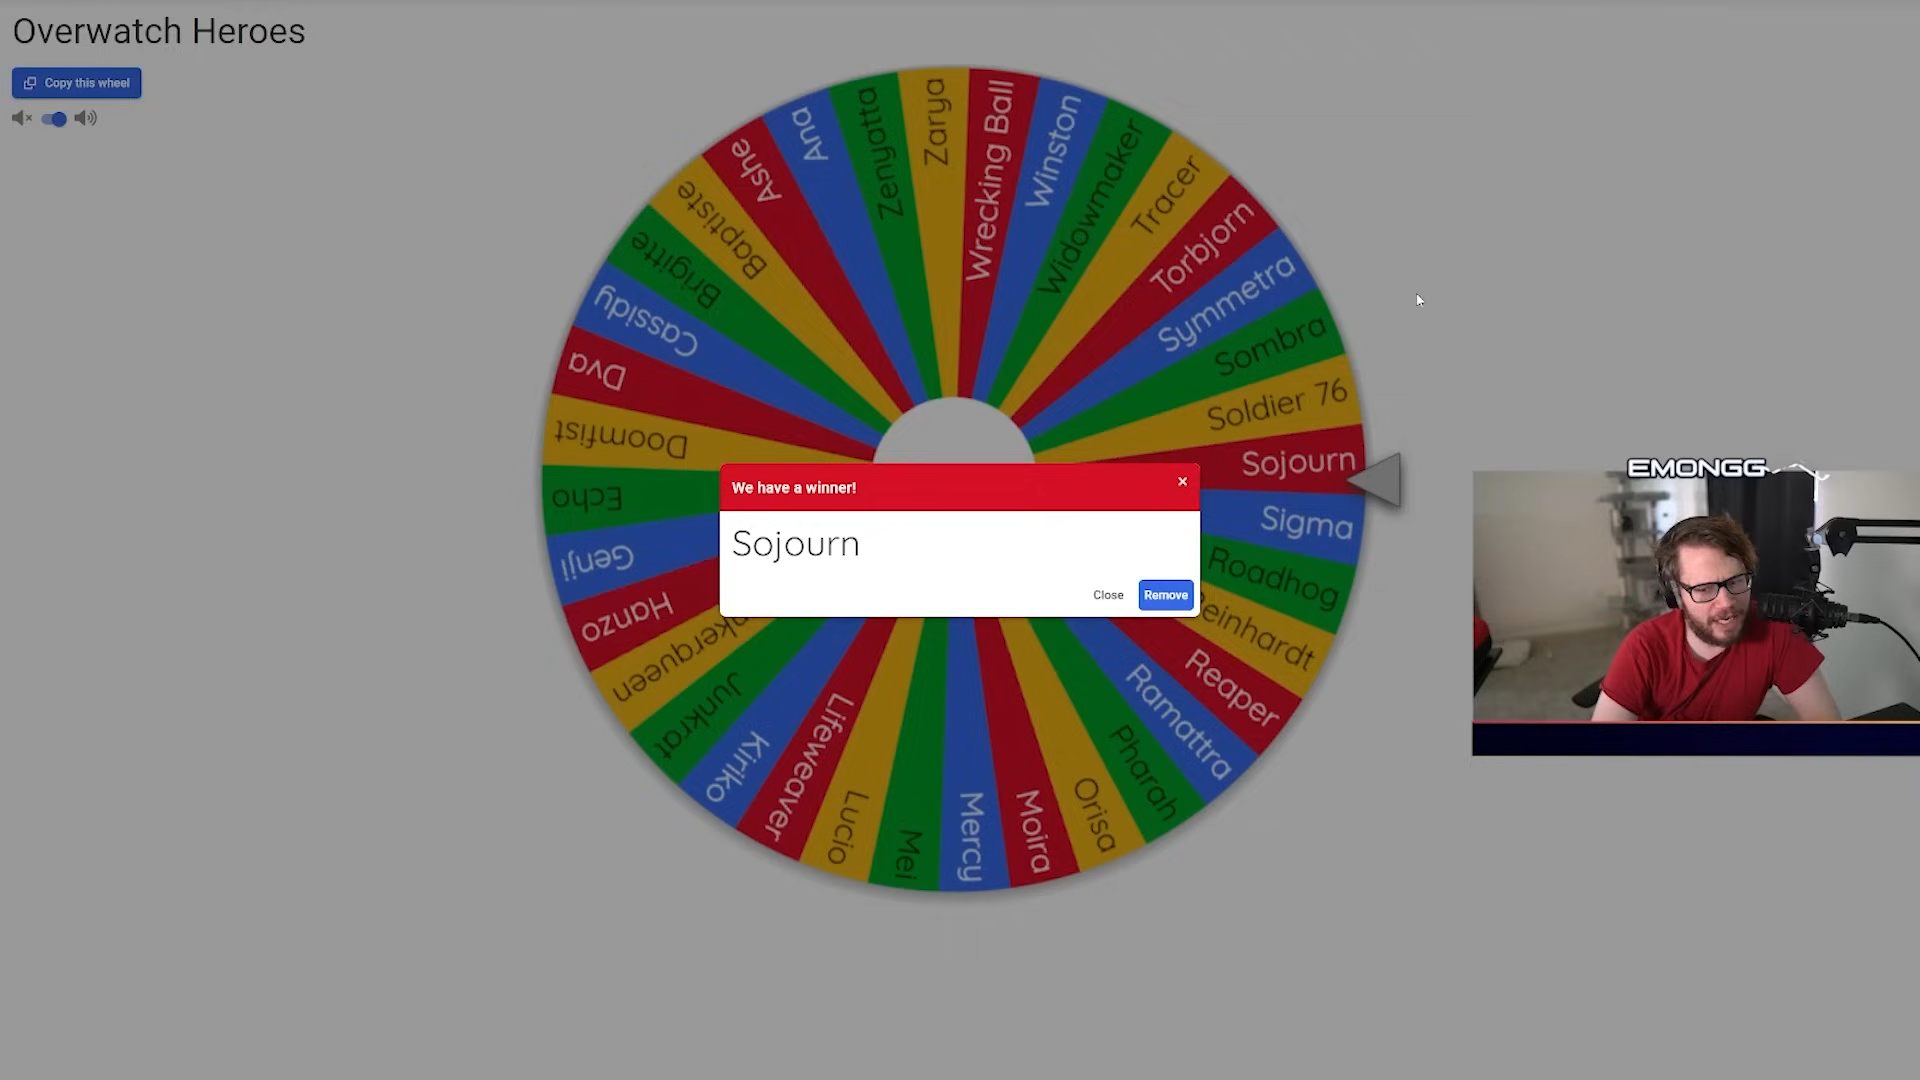 Overwatch Heroes
Copy this wheel
Zarya
Wrecking Ball
Winston
Widowmaker
Tracer
Torbjorn
Symmetra
Sombra
Soldier 76
Sojourn
Sigma
Roadhog
einhardt
Reaper
Ramattra
Pharah
Orisa
Moira
Mercy
Mei
Lucio
Lifeweaver
Kiriko
Junkrat
nkerqueen
Hanzo
Genji
Echo
Doomfist
Dva
Cassidy
Brigitte
Baptiste
Ashe
Ana
Zenyatta
We have a winner!
Sojourn
Close
Remove
EMONGG